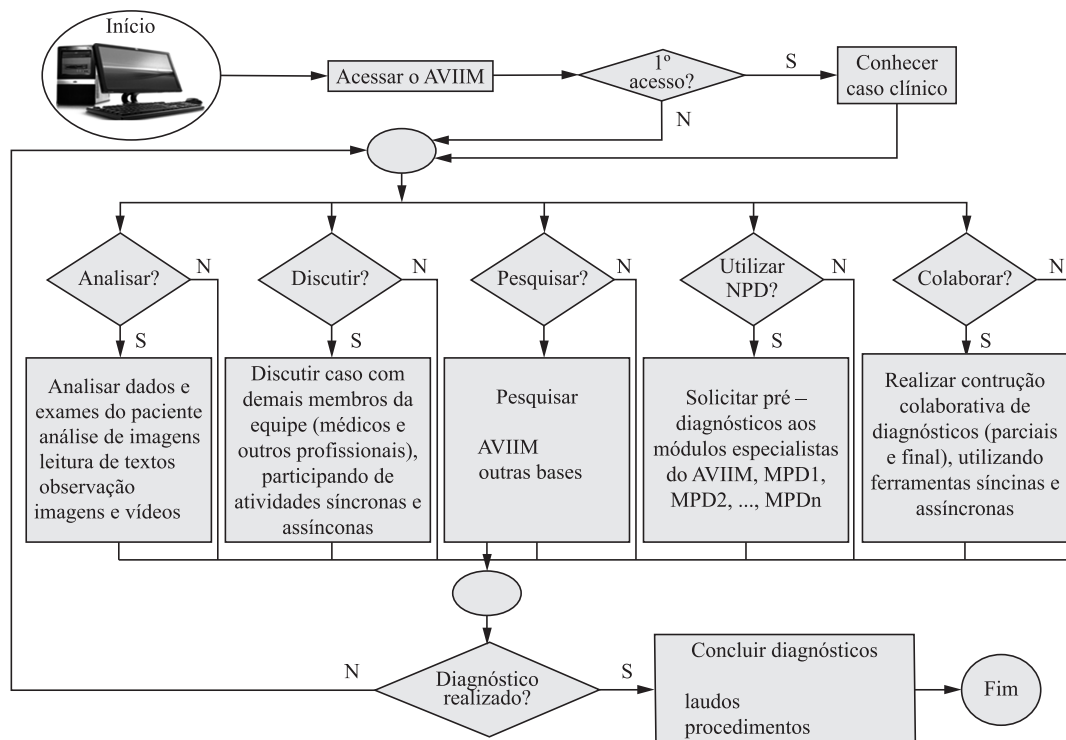 Início
Acessar o AVIIM
1º
acesso?
S
Conhecer
caso clínico
N
Analisar?
N
Discutir?
N
Pesquisar?
N
Utilizar
NPD?
N
Colaborar?
N
S
S
S
S
S
Analisar dados e
exames do paciente
análise de imagens
leitura de textos
observação
imagens e vídeos
Discutir caso com
demais membros da
equipe (médicos e
outros profissionais),
participando de
atividades síncronas e
assínconas
Pesquisar
AVIIM
outras bases
Solicitar pré –
diagnósticos aos
módulos especialistas
do AVIIM, MPD1,
MPD2, ..., MPDn
Realizar contrução
colaborativa de
diagnósticos (parciais
e final), utilizando
ferramentas síncinas e
assíncronas
N
Diagnóstico
realizado?
S
Concluir diagnósticos
laudos
procedimentos
Fim